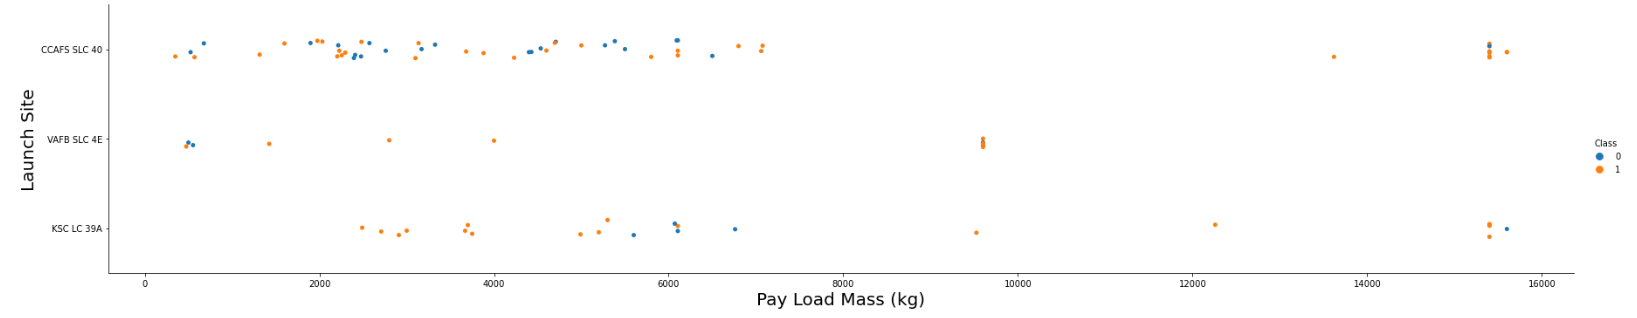 Launch Site
CCAFS SLC 40
VAFB SLC 4E
KSC LC 39A
0 2000 4000 6000 8000 10000 12000 14000 16000
Pay Load Mass (kg)
Class
0
1